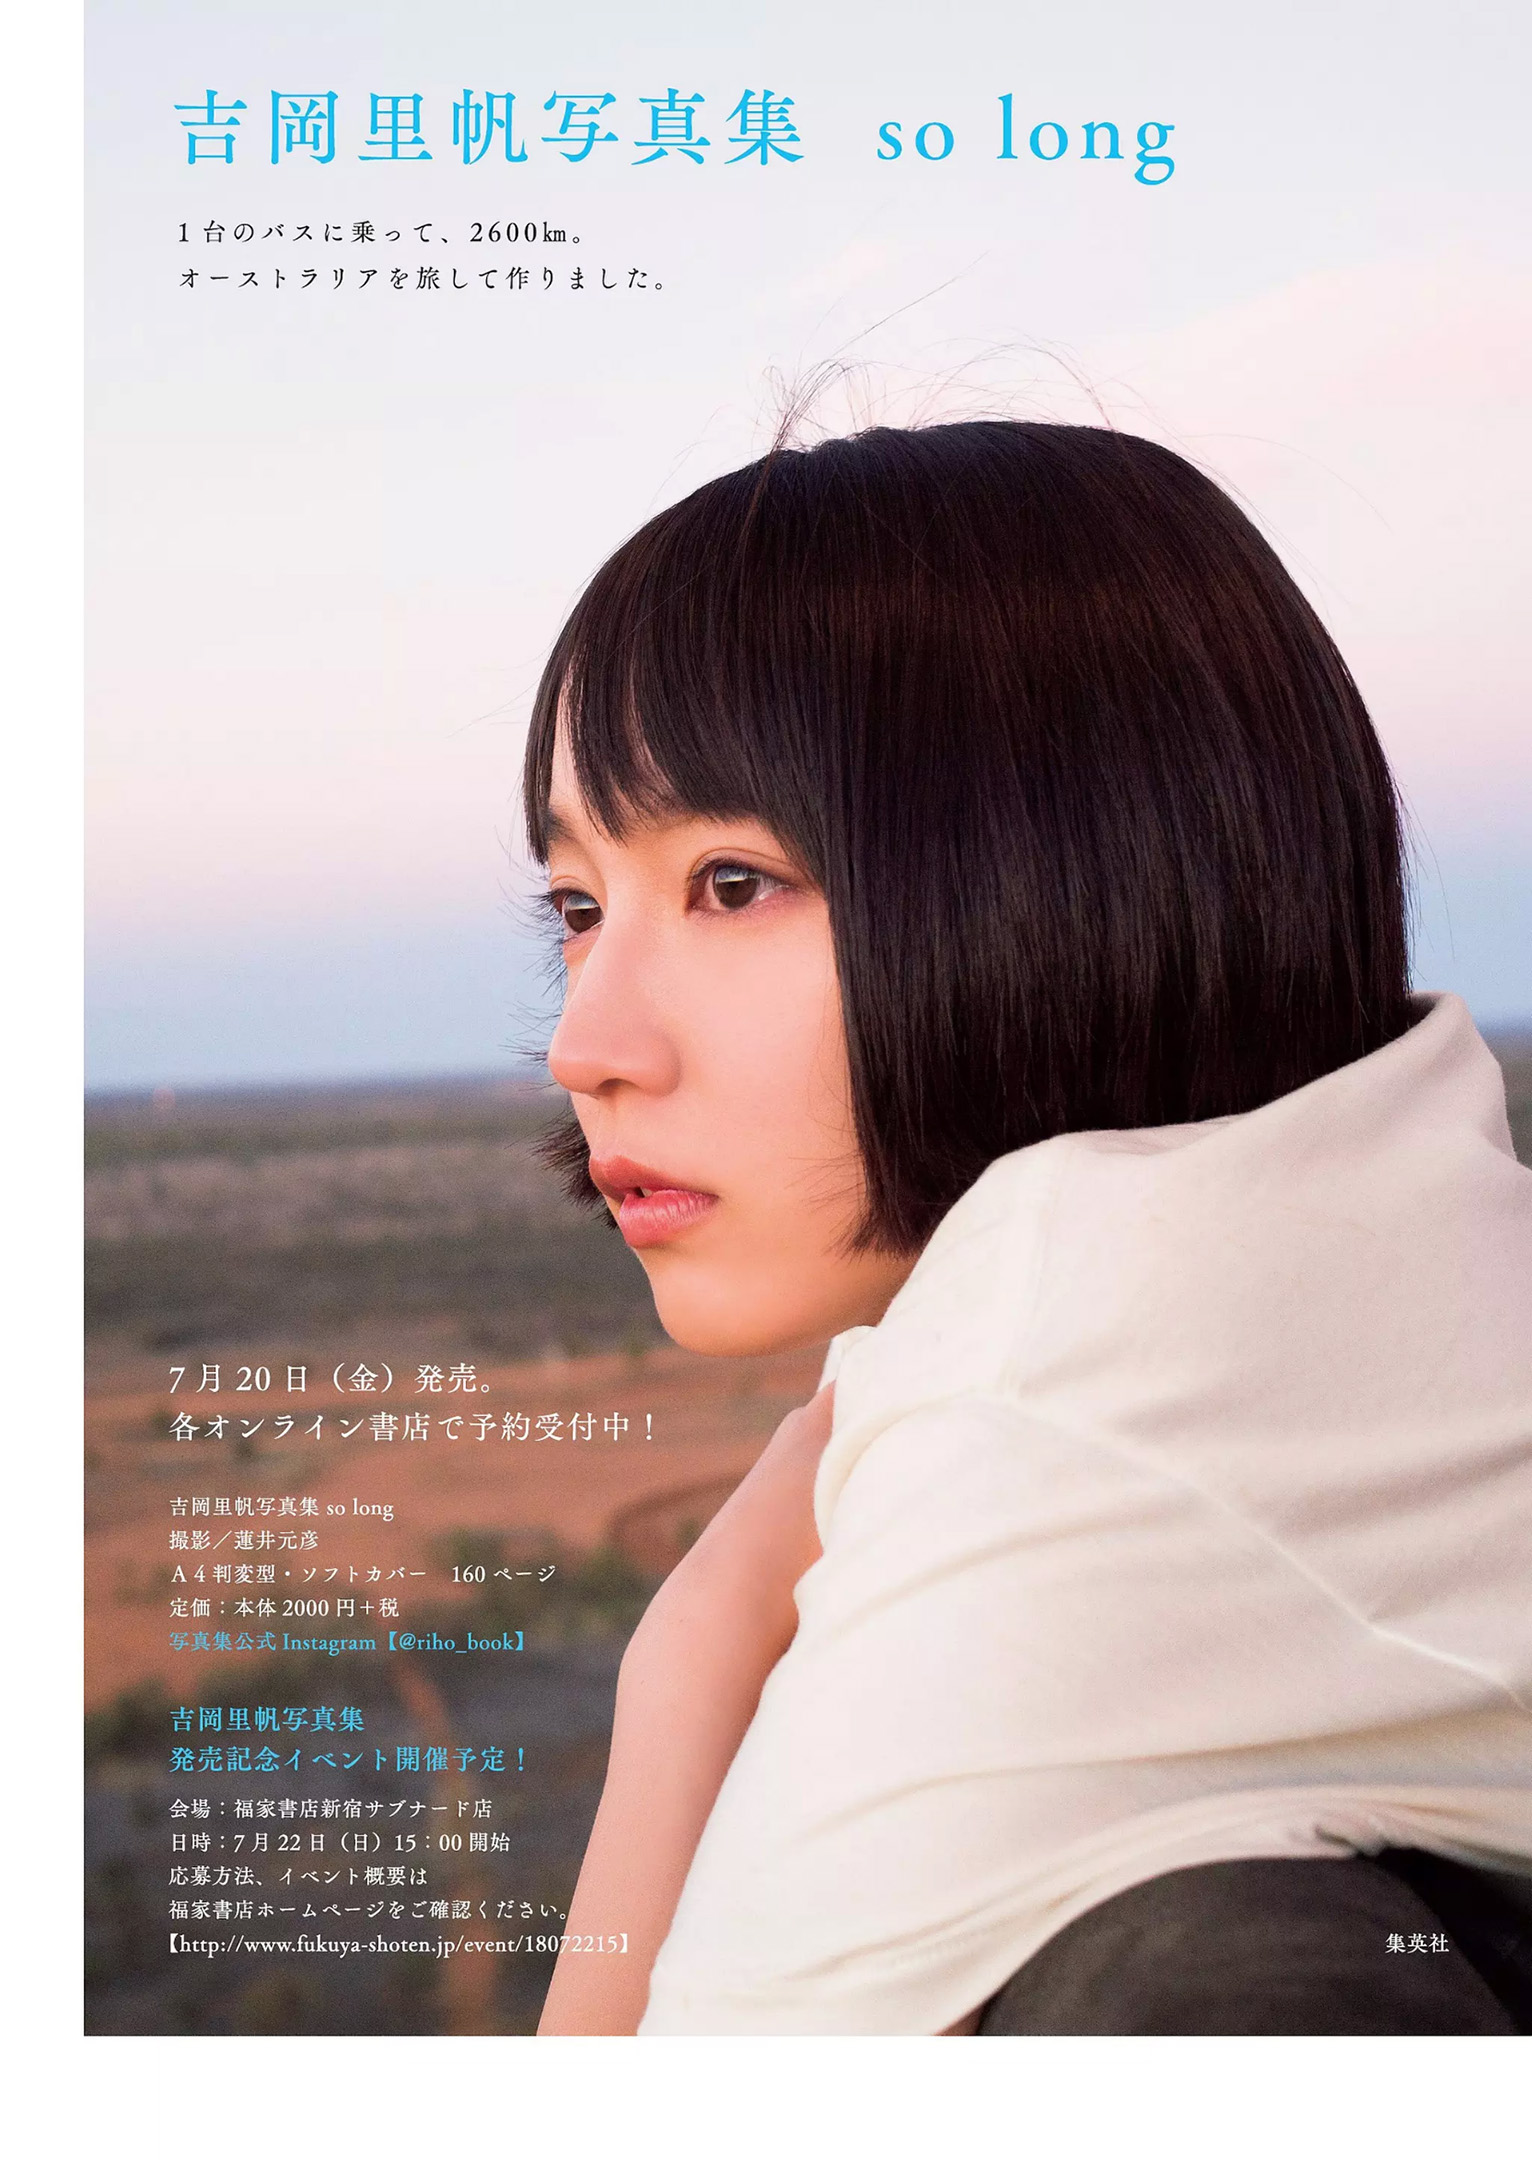 吉岡里帆写真集 so long
1台のバスに乗って、2600㎞。
オーストラリアを旅して作りました。
7月20日（金）発売。
各オンライン書店で予約受付中！
吉岡里帆写真集 so long
撮影／蓮井元彦
A4判変型・ソフトカバー　160ページ
定価：本体2000円＋税
写真集公式Instagram【@riho_book】
吉岡里帆写真集
発売記念イベント開催予定！
会場：福家書店新宿サブナード店
日時：7月22日（日）15：00開始
応募方法、イベント概要は
福家書店ホームページをご確認ください。
【http://www.fukuya-shoten.jp/event/18072215】
集英社